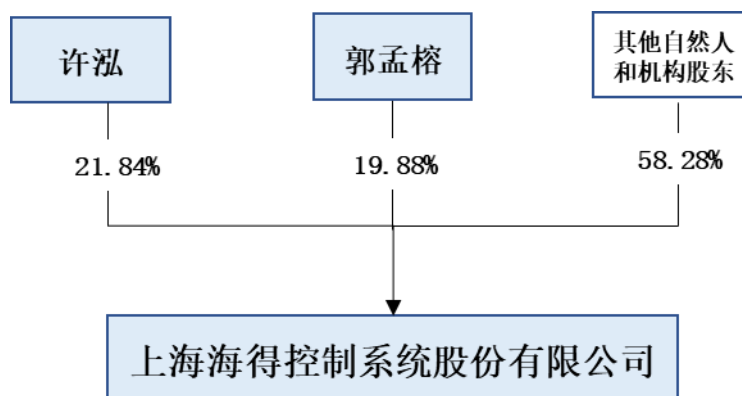 许泓
郭孟榕
其他自然人
和机构股东
21.84%
19.88%
58.28%
上海海得控制系统股份有限公司